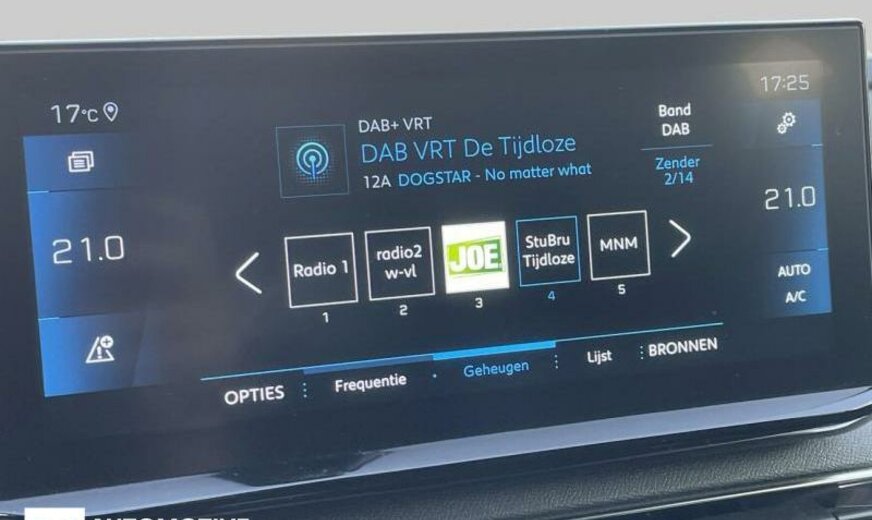 17°C
17:25
DAB+ VRT
DAB VRT De Tijdloze
12A DOGSTAR - No matter what
Band
DAB
Zender
2/14
21.0
21.0
AUTO
A/C
Radio 1
radio2
w-vl
JOE
StuBru
Tijdloze
MNM
1
2
3
4
5
OPTIES
Frequentie
Geheugen
Lijst
BRONNEN
AUTOMOTIVE